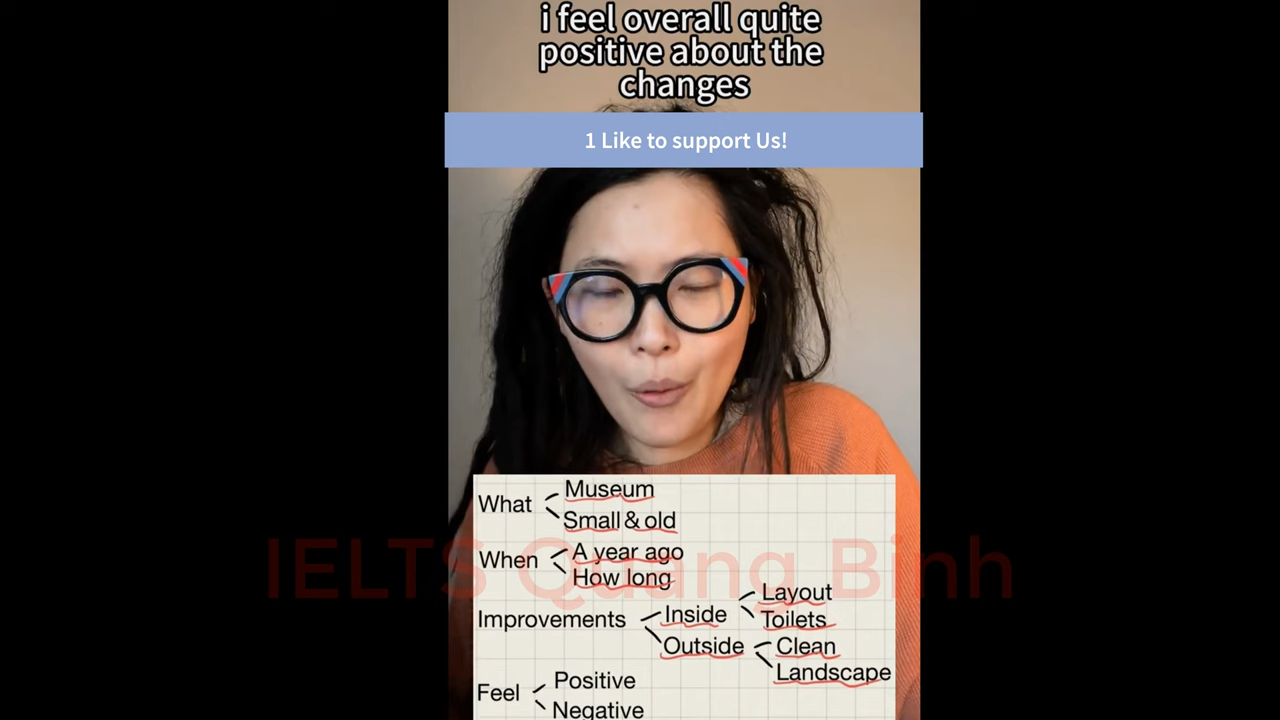 i feel overall quite
positive about the
changes
1 Like to support Us!
What
Museum
Small & old
When
A year ago
How long
IELTS Quang Binh
Improvements
Inside
Layout
Toilets
Outside
Clean
Landscape
Feel
Positive
Negative